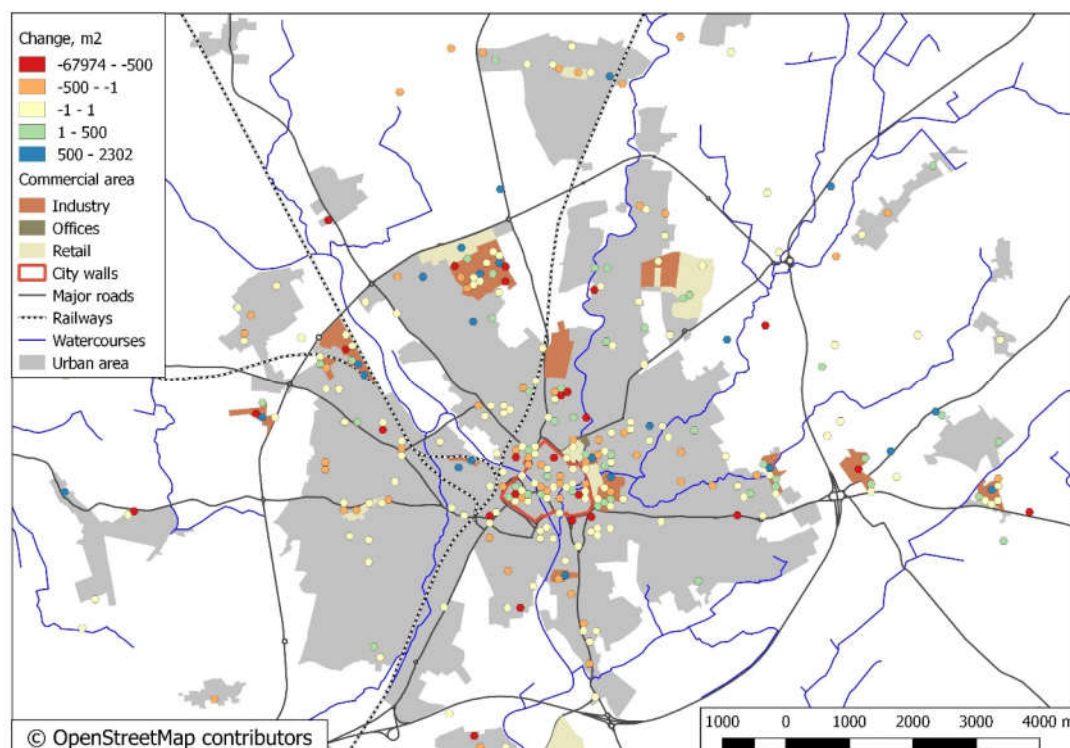 Change, m2
-67974 - -500
-500 - -1
-1 - 1
1 - 500
500 - 2302
Commercial area
Industry
Offices
Retail
City walls
Major roads
Railways
Watercourses
Urban area
© OpenStreetMap contributors
1000 0 1000 2000 3000 4000 m